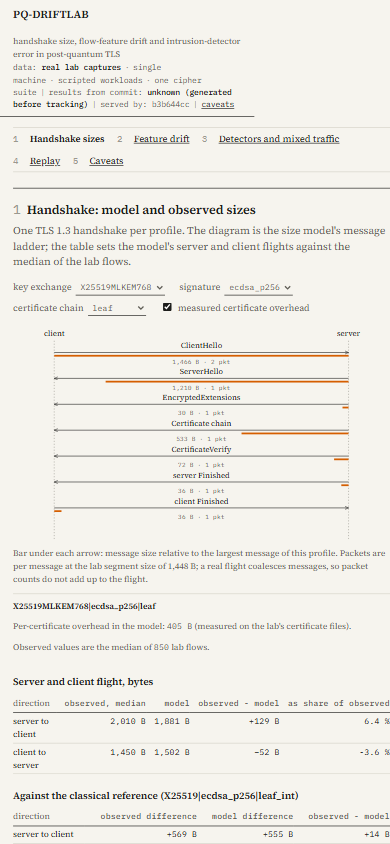 PQ-DRIFTLAB
handshake size, flow-feature drift and intrusion-detector
error in post-quantum TLS
data: real lab captures · single
machine · scripted workloads · one cipher
suite | results from commit: unknown (generated
before tracking) | served by: b3b644cc | caveats
1 Handshake sizes 2 Feature drift 3 Detectors and mixed traffic
4 Replay 5 Caveats
1 Handshake: model and observed sizes
One TLS 1.3 handshake per profile. The diagram is the size model's message
ladder; the table sets the model's server and client flights against the
median of the lab flows.
key exchange X25519MLKEM768 signature ecdsa_p256
certificate chain leaf measured certificate overhead
client server
ClientHello
1,466 B · 2 pkt
ServerHello
1,210 B · 1 pkt
EncryptedExtensions
30 B · 1 pkt
Certificate chain
533 B · 1 pkt
CertificateVerify
72 B · 1 pkt
server Finished
36 B · 1 pkt
client Finished
36 B · 1 pkt
Bar under each arrow: message size relative to the largest message of this profile. Packets are
per message at the lab segment size of 1,448 B; a real flight coalesces messages, so packet
counts do not add up to the flight.
X25519MLKEM768|ecdsa_p256|leaf
Per-certificate overhead in the model: 405 B (measured on the lab's certificate files).
Observed values are the median of 850 lab flows.
Server and client flight, bytes
direction observed, median model observed - model as share of observed
server to client 2,010 B 1,881 B +129 B 6.4 %
client to server 1,450 B 1,502 B −52 B -3.6 %
Against the classical reference (X25519|ecdsa_p256|leaf_int)
direction observed difference model difference observed - model
server to client +569 B +555 B +14 B